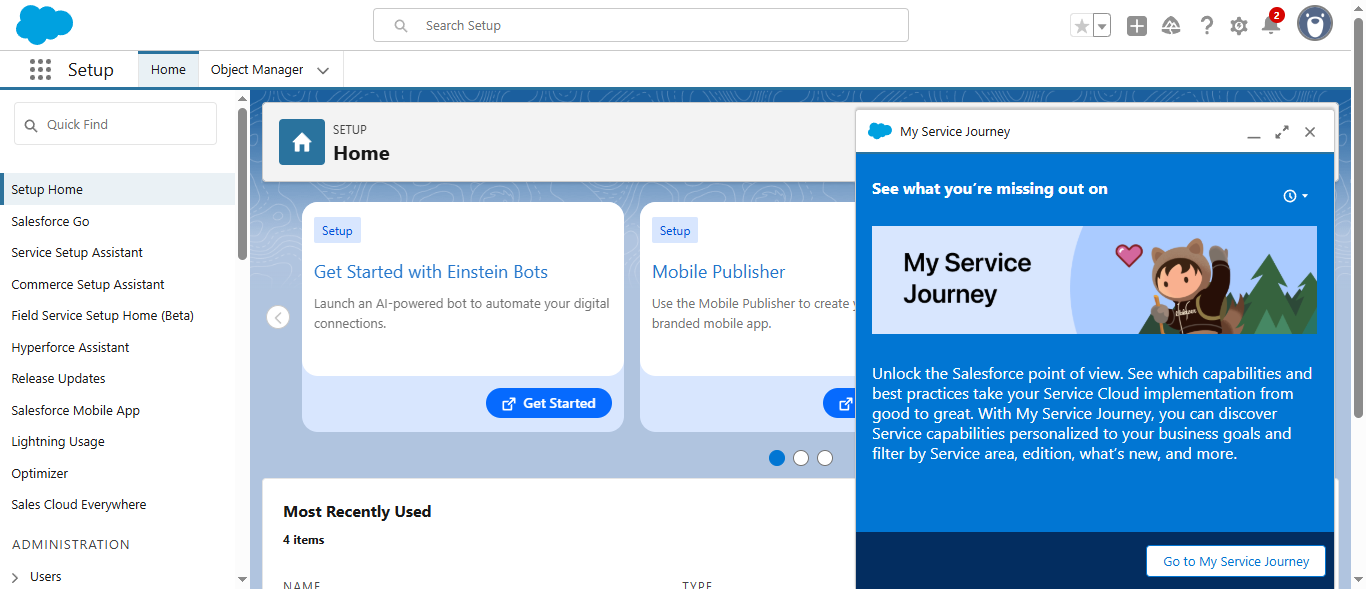 Search Setup
2
Setup
Home
Object Manager
Quick Find
Setup Home
Salesforce Go
Service Setup Assistant
Commerce Setup Assistant
Field Service Setup Home (Beta)
Hyperforce Assistant
Release Updates
Salesforce Mobile App
Lightning Usage
Optimizer
Sales Cloud Everywhere
ADMINISTRATION
Users
SETUP
Home
Setup
Get Started with Einstein Bots
Launch an AI-powered bot to automate your digital
connections.
Get Started
Setup
Mobile Publisher
Use the Mobile Publisher to create
branded mobile app.
Most Recently Used
4 items
NAME
TYPE
My Service Journey
See what you’re missing out on
My Service
Journey
Unlock the Salesforce point of view. See which capabilities and
best practices take your Service Cloud implementation from
good to great. With My Service Journey, you can discover
Service capabilities personalized to your business goals and
filter by Service area, edition, what’s new, and more.
Go to My Service Journey